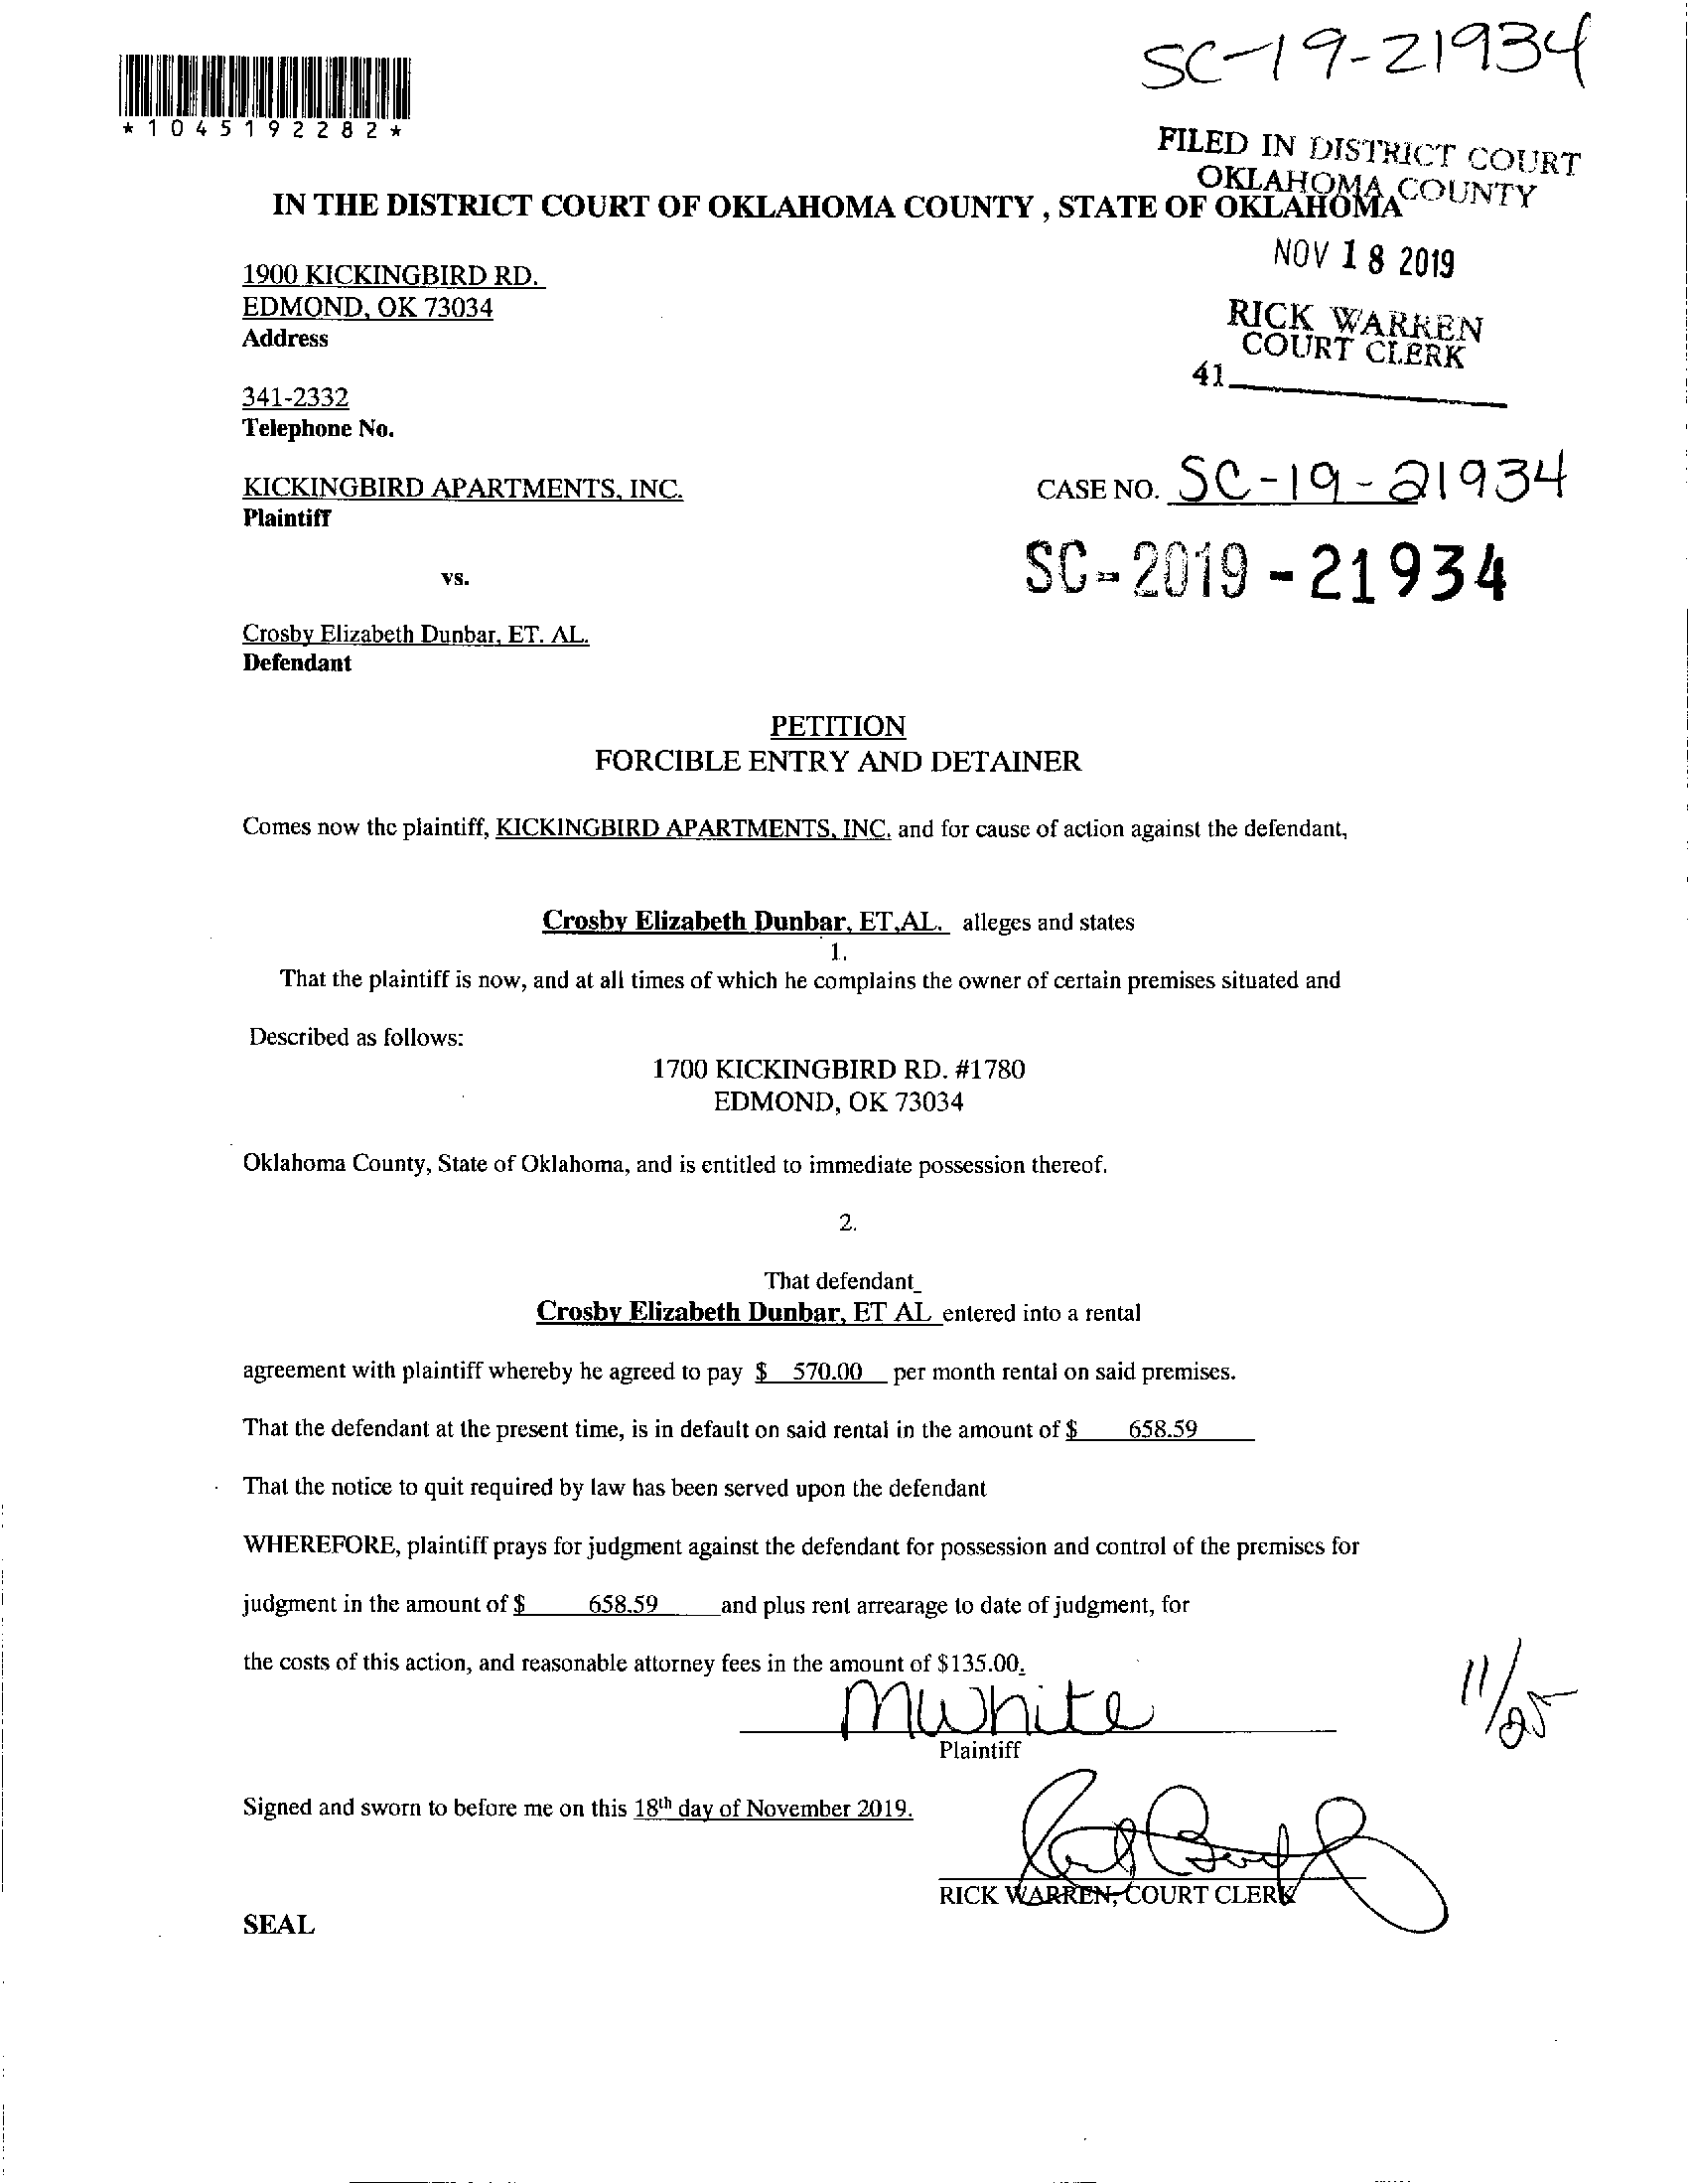 SC-19-21934
*1045192282*
FILED IN DISTRICT COURT
OKLAHOMA COUNTY
IN THE DISTRICT COURT OF OKLAHOMA COUNTY , STATE OF OKLAHOMA
NOV 18 2019
1900 KICKINGBIRD RD.
EDMOND, OK 73034
Address
RICK WARREN
COURT CLERK
41
341-2332
Telephone No.
KICKINGBIRD APARTMENTS, INC.
Plaintiff
CASE NO. SC-19-21934
SC-2019-21934
vs.
Crosby Elizabeth Dunbar, ET. AL.
Defendant
PETITION
FORCIBLE ENTRY AND DETAINER
Comes now the plaintiff, KICKINGBIRD APARTMENTS, INC. and for cause of action against the defendant,
Crosby Elizabeth Dunbar, ET,AL. alleges and states
1.
That the plaintiff is now, and at all times of which he complains the owner of certain premises situated and
Described as follows:
1700 KICKINGBIRD RD. #1780
EDMOND, OK 73034
Oklahoma County, State of Oklahoma, and is entitled to immediate possession thereof.
2.
That defendant_
Crosby Elizabeth Dunbar, ET AL entered into a rental
agreement with plaintiff whereby he agreed to pay $ 570.00 per month rental on said premises.
That the defendant at the present time, is in default on said rental in the amount of $ 658.59
That the notice to quit required by law has been served upon the defendant
WHEREFORE, plaintiff prays for judgment against the defendant for possession and control of the premises for
judgment in the amount of $ 658.59 and plus rent arrearage to date of judgment, for
the costs of this action, and reasonable attorney fees in the amount of $135.00.
MWhite
11/25
Plaintiff
Signed and sworn to before me on this 18th day of November 2019.
RICK WARREN, COURT CLERK
SEAL